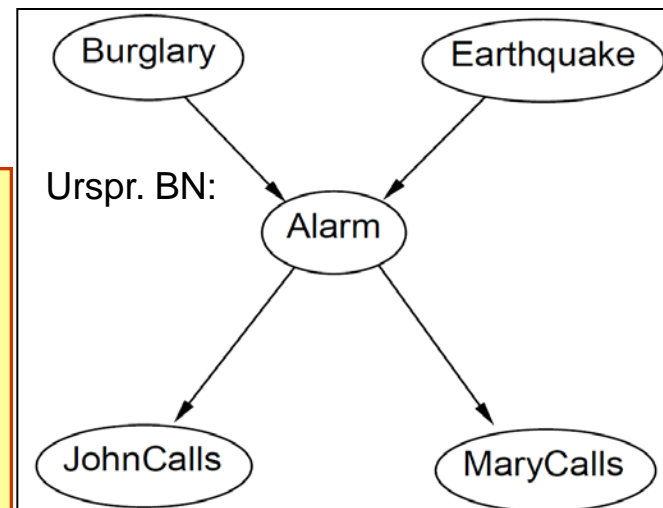 Burglary
Earthquake
Urspr. BN:
Alarm
JohnCalls
MaryCalls